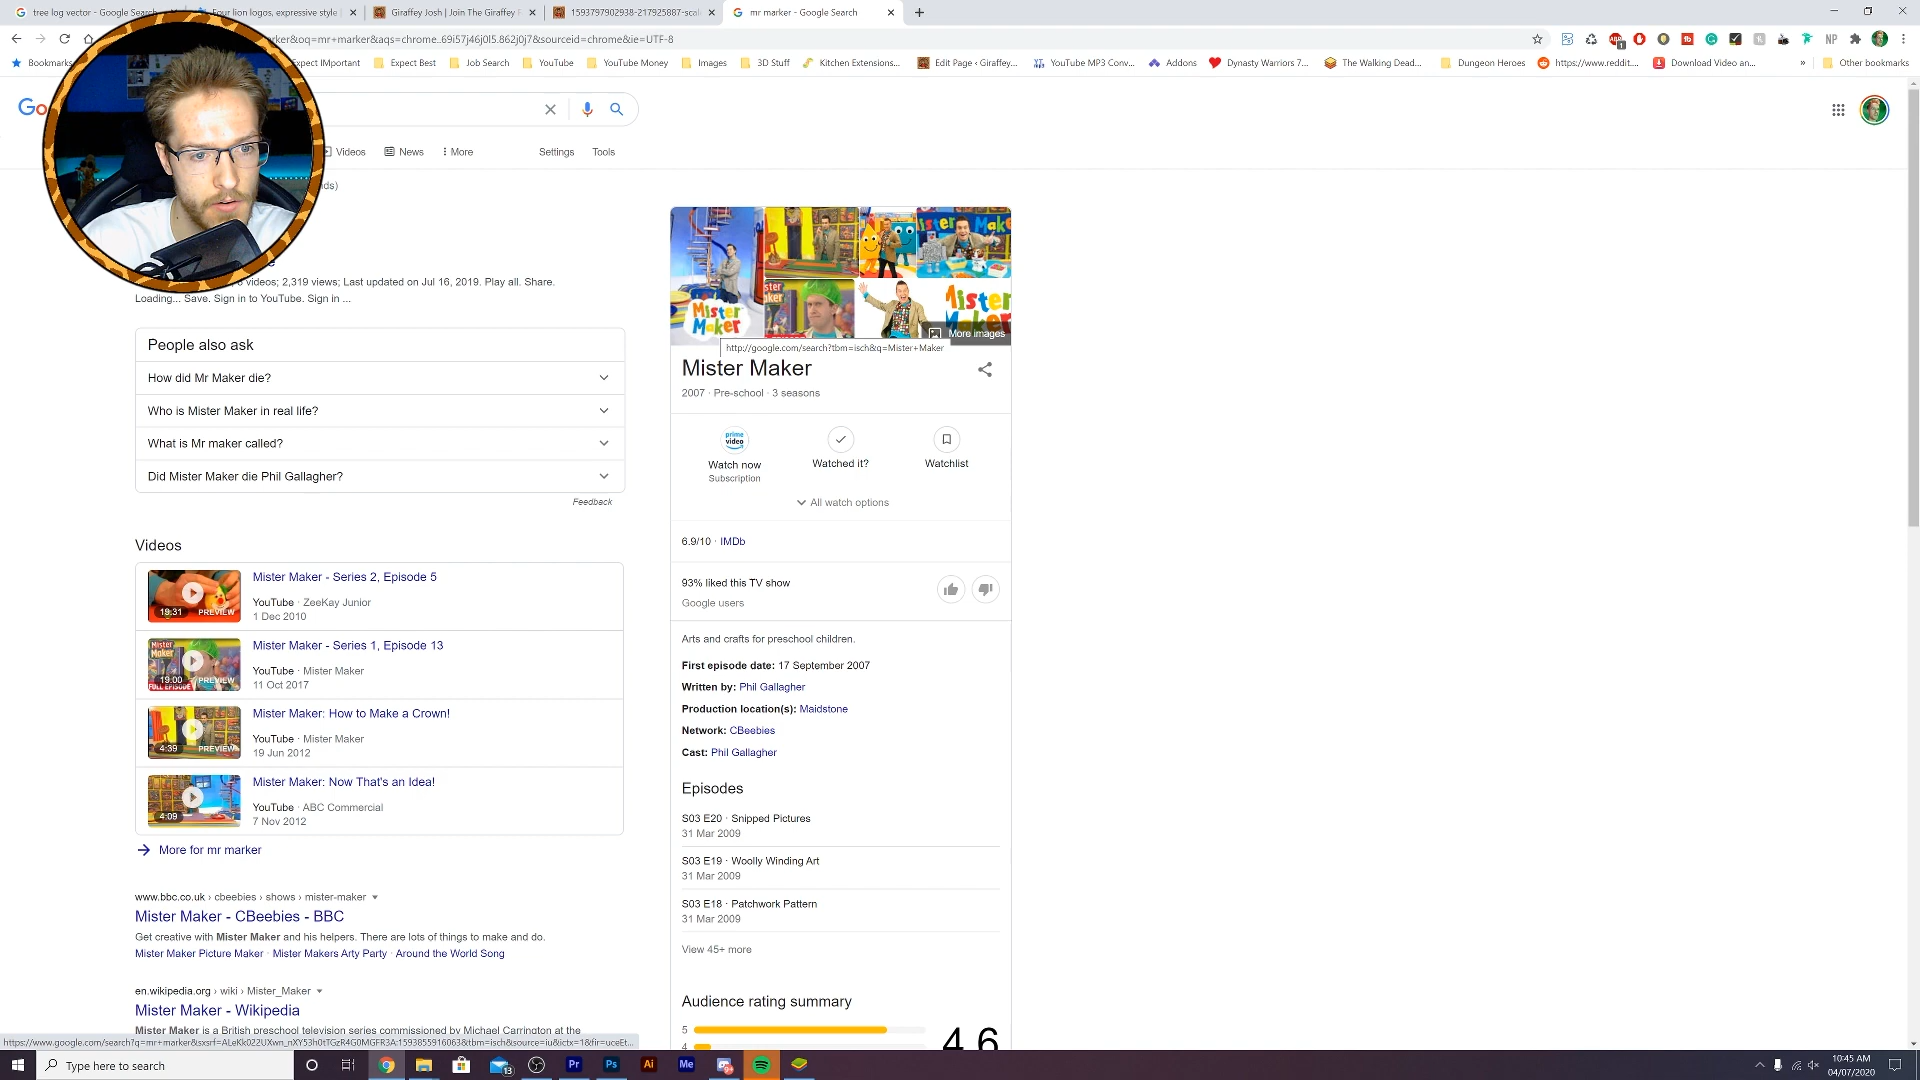 tree log vector - Google Search
Four lion logos, expressive style
Giraffey Josh | Join The Giraffey F
1593797902938-217925887-scal
mr marker - Google Search
rker&oq=mr+marker&aqs=chrome..69i57j46j0l5.862j0j7&sourceid=chrome&ie=UTF-8
Bookmarks
Expect IMportant
Expect Best
Job Search
YouTube
YouTube Money
Images
3D Stuff
Kitchen Extensions...
Edit Page ‹ Giraffey...
YouTube MP3 Conv...
Addons
Dynasty Warriors 7...
The Walking Dead...
Dungeon Heroes
https://www.reddit....
Download Video an...
»
Other bookmarks
Videos
News
More
Settings
Tools
videos; 2,319 views; Last updated on Jul 16, 2019. Play all. Share.
Loading... Save. Sign in to YouTube. Sign in ...
People also ask
How did Mr Maker die?
Who is Mister Maker in real life?
What is Mr maker called?
Did Mister Maker die Phil Gallagher?
Feedback
Videos
19:31
PREVIEW
Mister Maker - Series 2, Episode 5
YouTube · ZeeKay Junior
1 Dec 2010
Mister Maker
FULL EPISODE
19:00
PREVIEW
Mister Maker - Series 1, Episode 13
YouTube · Mister Maker
11 Oct 2017
4:39
PREVIEW
Mister Maker: How to Make a Crown!
YouTube · Mister Maker
19 Jun 2012
4:09
Mister Maker: Now That's an Idea!
YouTube · ABC Commercial
7 Nov 2012
More for mr marker
www.bbc.co.uk › cbeebies › shows › mister-maker
Mister Maker - CBeebies - BBC
Get creative with Mister Maker and his helpers. There are lots of things to make and do.
Mister Maker Picture Maker · Mister Makers Arty Party · Around the World Song
en.wikipedia.org › wiki › Mister_Maker
Mister Maker - Wikipedia
Mister Maker is a British preschool television series commissioned by Michael Carrington at the
Mister Maker
More images
http://google.com/search?tbm=isch&q=Mister+Maker
Mister Maker
2007 · Pre-school · 3 seasons
prime video
Watch now
Subscription
Watched it?
Watchlist
All watch options
6.9/10 · IMDb
93% liked this TV show
Google users
Arts and crafts for preschool children.
First episode date: 17 September 2007
Written by: Phil Gallagher
Production location(s): Maidstone
Network: CBeebies
Cast: Phil Gallagher
Episodes
S03 E20 · Snipped Pictures
31 Mar 2009
S03 E19 · Woolly Winding Art
31 Mar 2009
S03 E18 · Patchwork Pattern
31 Mar 2009
View 45+ more
Audience rating summary
5
4
4.6
Type here to search
13
Pr
Ps
Ai
Me
10:45 AM
04/07/2020